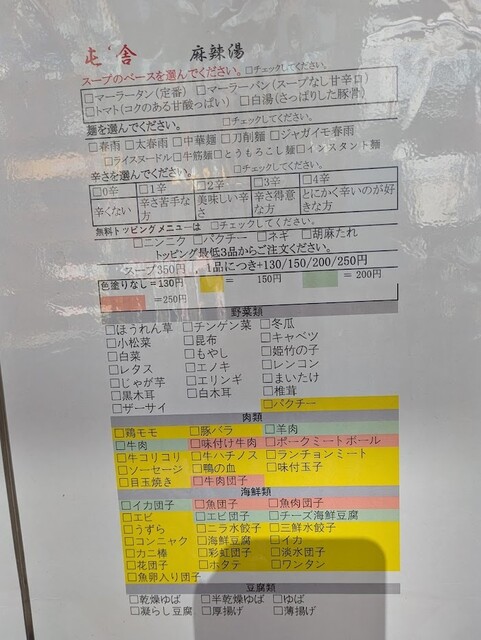 屯舎 麻辣湯
スープのベースを選んでください。□チェックしてください。
□マーラータン（定番） □マーラーパン（スープなし甘辛口）
□トマト（コクのある甘酸っぱい） □白湯（さっぱりした豚骨）
麺を選んでください。 □チェックしてください。
□春雨 □太春雨 □中華麺 □刀削麺 □ジャガイモ春雨
□ライスヌードル □牛筋麺 □とうもろこし麺 □インスタント麺
辛さを選んでください。 □チェックしてください。
□0辛 □1辛 □2辛 □3辛 □4辛
辛くない 辛さ苦手な方 美味しい辛さ 辛さ得意な方 とにかく辛いのが好きな方
無料トッピングメニューは □チェックしてください。
□ニンニク □パクチー □ネギ □胡麻たれ
トッピング最低3品からご注文ください。
スープ350円 1品につき+130/150/200/250円
色塗りなし=130円 = 150円 = 200円
=250円
野菜類
□ほうれん草 □チンゲン菜 □冬瓜
□小松菜 □昆布 □キャベツ
□白菜 □もやし □姫竹の子
□レタス □エノキ □レンコン
□じゃが芋 □エリンギ □まいたけ
□黒木耳 □白木耳 □椎茸
□ザーサイ □パクチー
肉類
□鶏モモ □豚バラ □羊肉
□牛肉 □味付け牛肉 □ポークミートボール
□牛コリコリ □牛ハチノス □ランチョンミート
□ソーセージ □鴨の血 □味付玉子
□目玉焼き □牛肉団子
海鮮類
□イカ団子 □魚団子 □魚肉団子
□エビ □エビ団子 □チーズ海鮮豆腐
□うずら □ニラ水餃子 □三鮮水餃子
□コンニャク □海鮮豆腐 □イカ
□カニ棒 □彩虹団子 □淡水団子
□花団子 □ホタテ □ワンタン
□魚卵入り団子
豆腐類
□乾燥ゆば □半乾燥ゆば □ゆば
□凝らし豆腐 □厚揚げ □薄揚げ